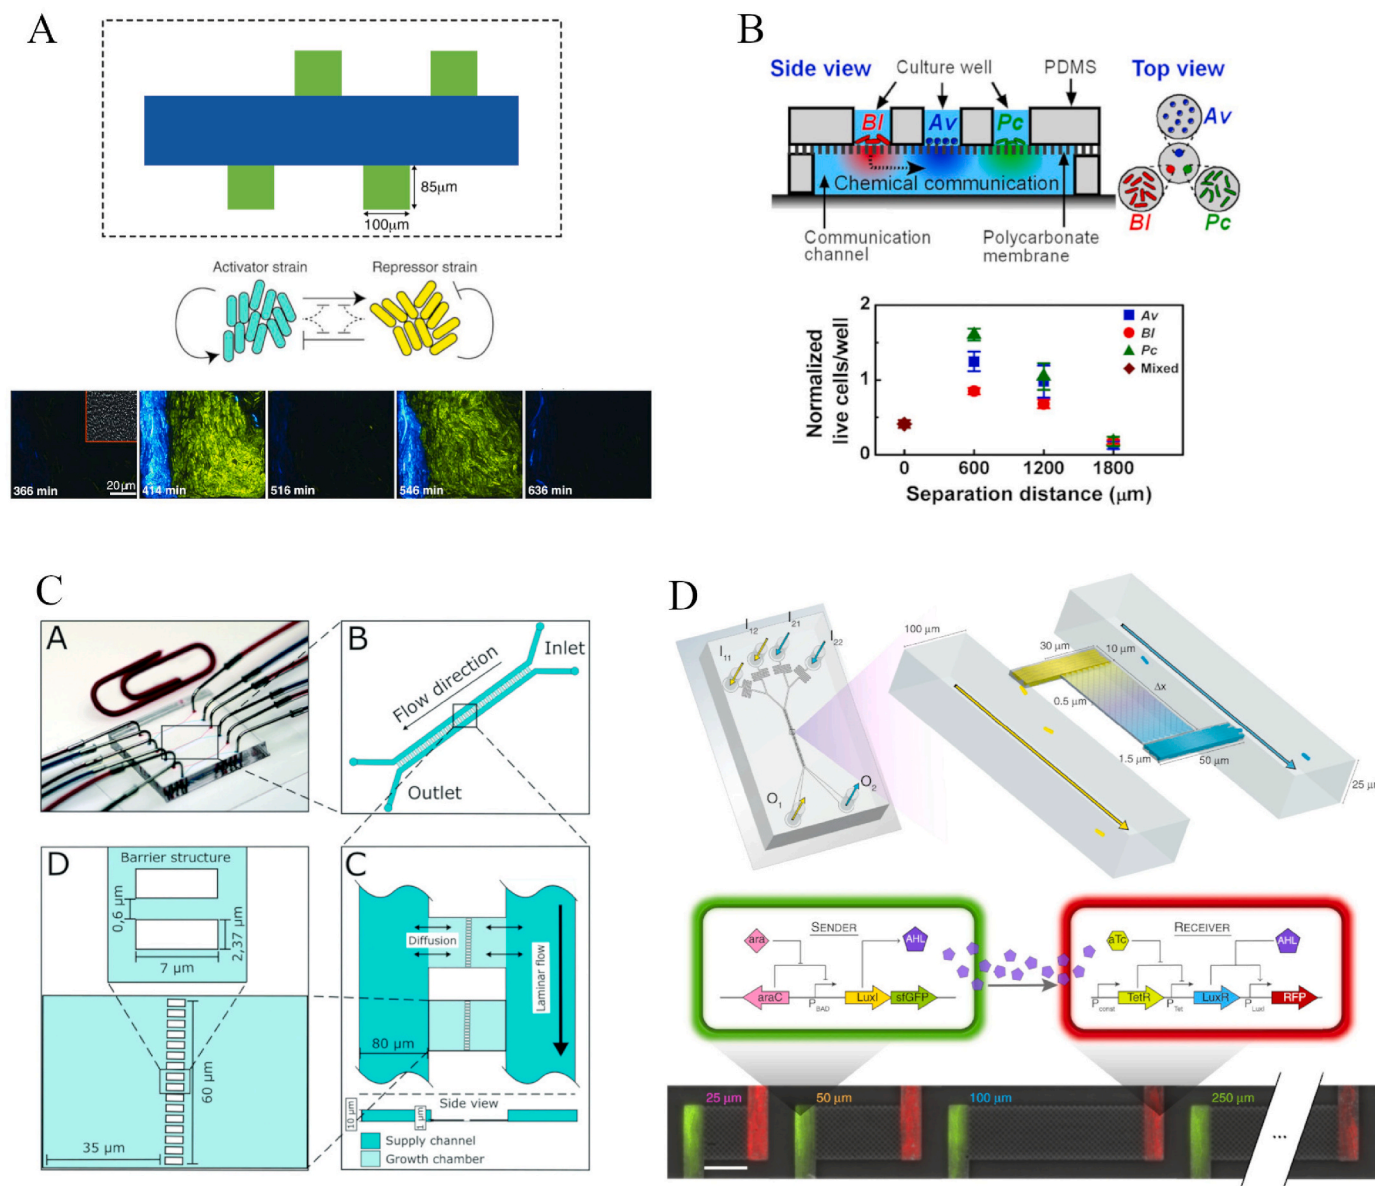 A
85µm
100µm
Activator strain
Repressor strain
366 min
20µm
414 min
516 min
546 min
636 min
B
Side view
Culture well
PDMS
Top view
Bl
Av
Pc
Av
Chemical communication
Bl
Pc
Communication
channel
Polycarbonate
membrane
Normalized
live cells/well
2
1
0
Av
Bl
Pc
Mixed
0
600
1200
1800
Separation distance (µm)
C
A
B
Inlet
Flow direction
Outlet
D
Barrier structure
0,6 µm
2,37 µm
7 µm
60 µm
35 µm
C
Diffusion
Laminar flow
80 µm
Side view
10 µm
1 µm
Supply channel
Growth chamber
D
I11
I12
I21
I22
O1
O2
100 µm
30 µm
10 µm
Δx
0.5 µm
1.5 µm
50 µm
25 µm
SENDER
ara
AHL
araC
PBAD
LuxI
sfGFP
RECEIVER
aTc
AHL
Pconst
TetR
PTet
LuxR
PLuxI
RFP
25 µm
50 µm
100 µm
250 µm
...